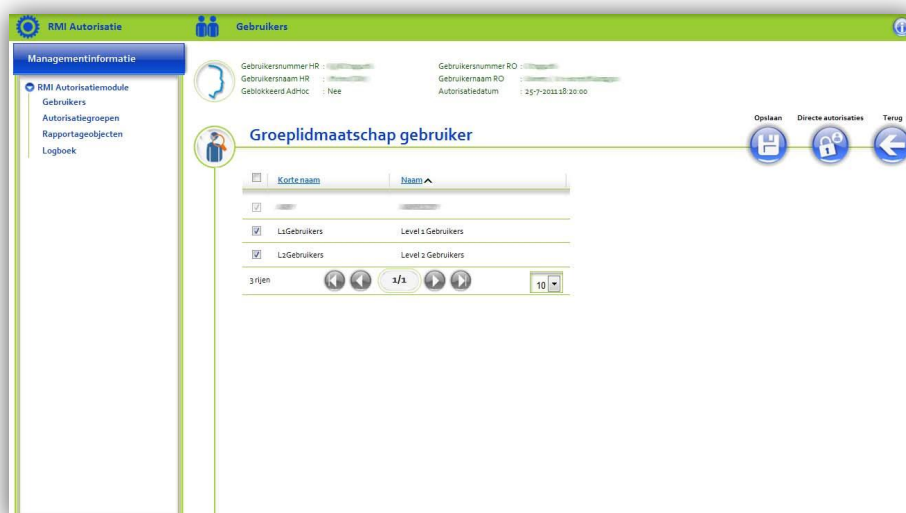 RMI Autorisatie
Gebruikers
Managementinformatie
RMI Autorisatiemodule
Gebruikers
Autorisatiegroepen
Rapportageobjecten
Logboek
Gebruikersnummer HR :
Gebruikersnummer RO :
Gebruikersnaam HR :
Gebruikernaam RO :
Geblokkeerd AdHoc : Nee
Autorisatiedatum : 25-7-2011 18:20:00
Groeplidmaatschap gebruiker
Opslaan Directe autorisaties Terug
Korte naam Naam
L1Gebruikers Level 1 Gebruikers
L2Gebruikers Level 2 Gebruikers
3 rijen 1/1 10